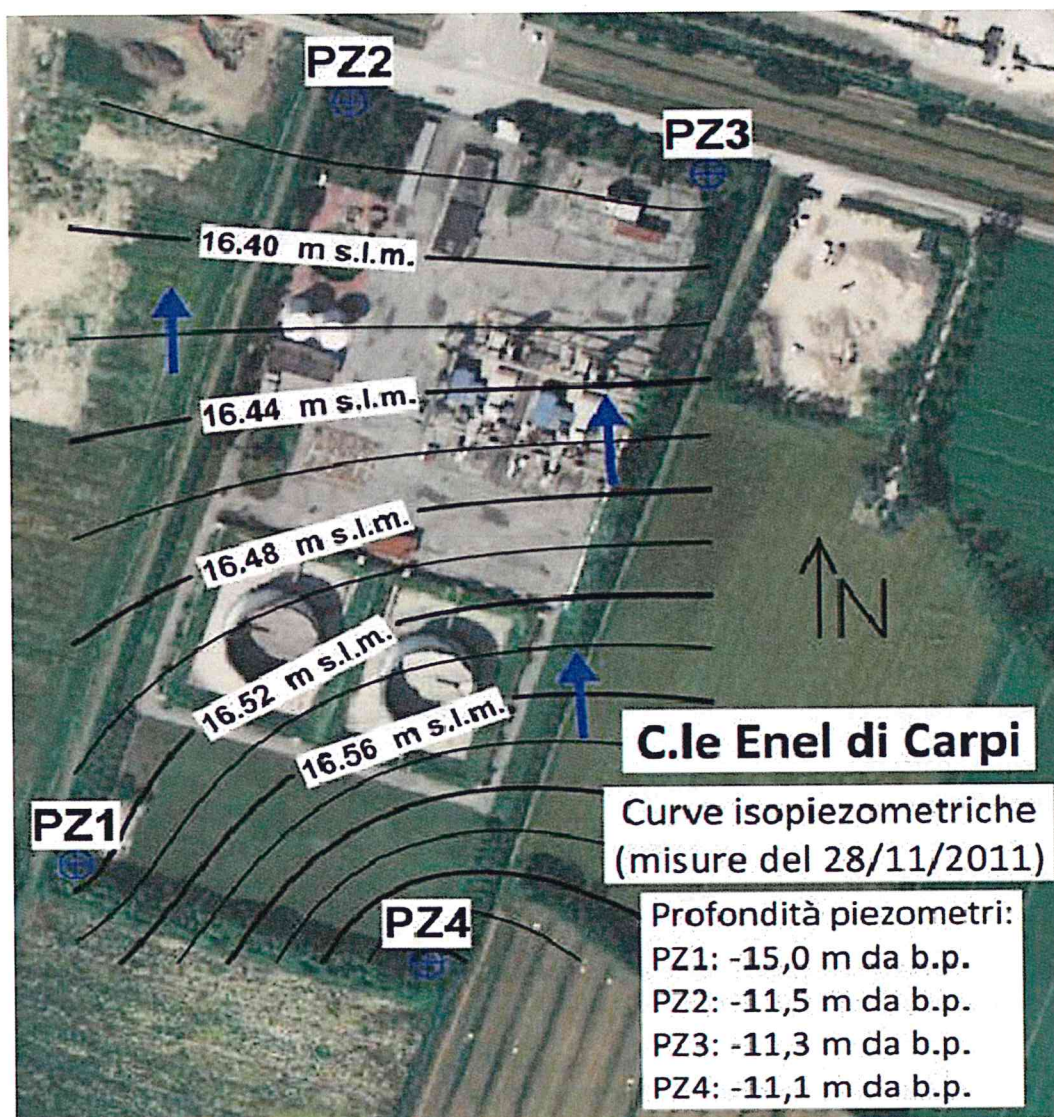 PZ2
PZ3
16.40 m s.l.m.
16.44 m s.l.m.
16.48 m s.l.m.
16.52 m s.l.m.
16.56 m s.l.m.
N
C.le Enel di Carpi
PZ1
Curve isopiezometriche
(misure del 28/11/2011)
PZ4
Profondità piezometri:
PZ1: -15,0 m da b.p.
PZ2: -11,5 m da b.p.
PZ3: -11,3 m da b.p.
PZ4: -11,1 m da b.p.